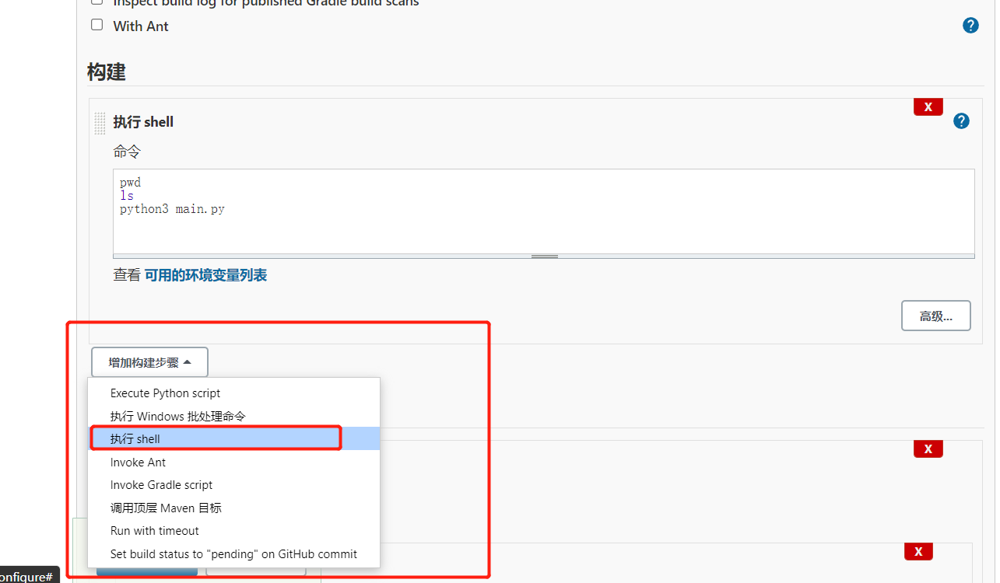 Inspect build log for published Gradle build scans
With Ant
?
构建
X
执行 shell
?
命令
pwd
ls
python3 main.py
查看 可用的环境变量列表
高级...
增加构建步骤
Execute Python script
执行 Windows 批处理命令
执行 shell
X
Invoke Ant
Invoke Gradle script
调用顶层 Maven 目标
Run with timeout
X
Set build status to "pending" on GitHub commit
onfigure#